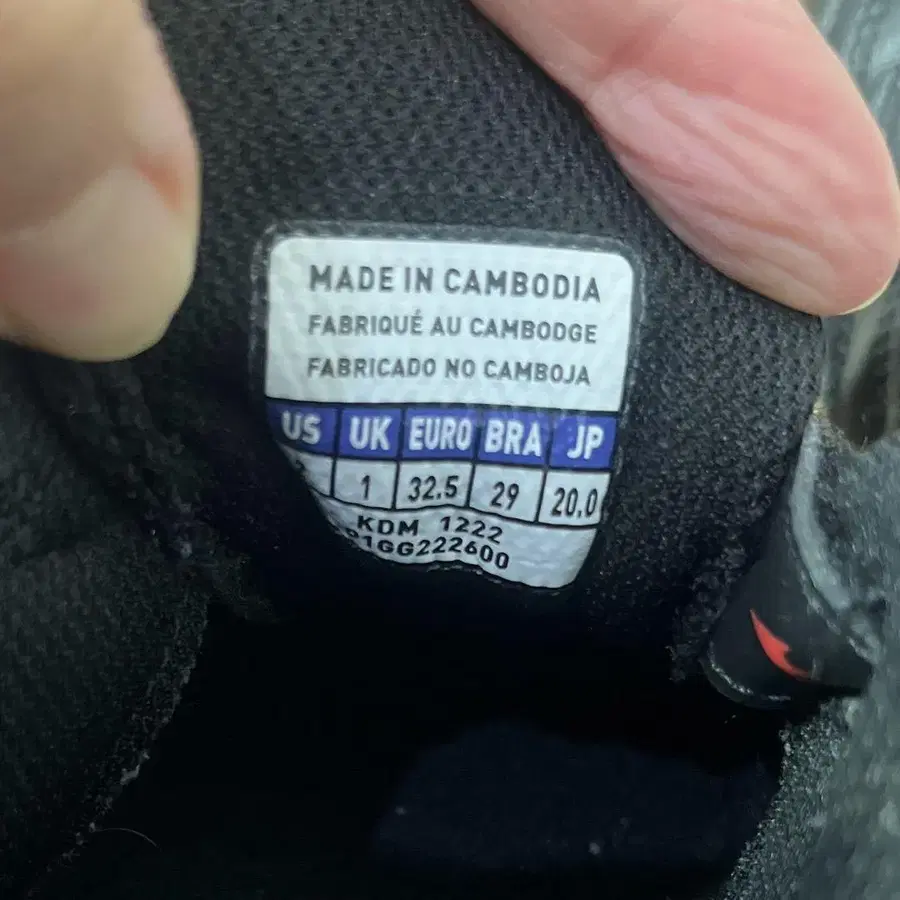 MADE IN CAMBODIA
FABRIQUÉ AU CAMBODGE
FABRICADO NO CAMBOJA
US UK EURO BRA JP
1 32.5 29 20.0
KDM 1222
1GG222600